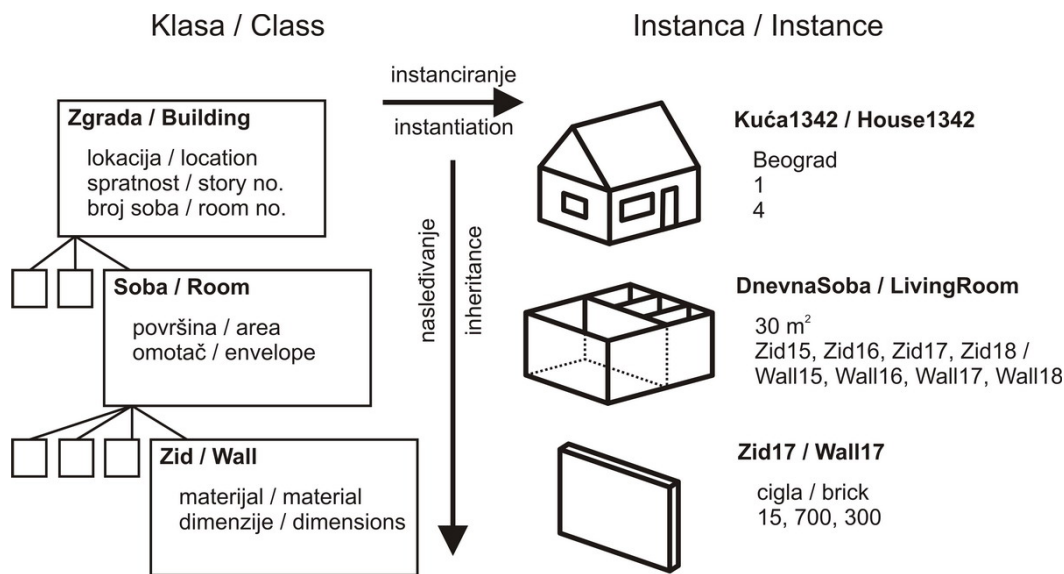 Klasa / Class
Instanca / Instance
instanciranje
instantiation
Zgrada / Building
lokacija / location
spratnost / story no.
broj soba / room no.
Kuća1342 / House1342
Beograd
1
4
nasleđivanje
inheritance
Soba / Room
površina / area
omotač / envelope
DnevnaSoba / LivingRoom
30 m²
Zid15, Zid16, Zid17, Zid18 /
Wall15, Wall16, Wall17, Wall18
Zid / Wall
materijal / material
dimenzije / dimensions
Zid17 / Wall17
cigla / brick
15, 700, 300